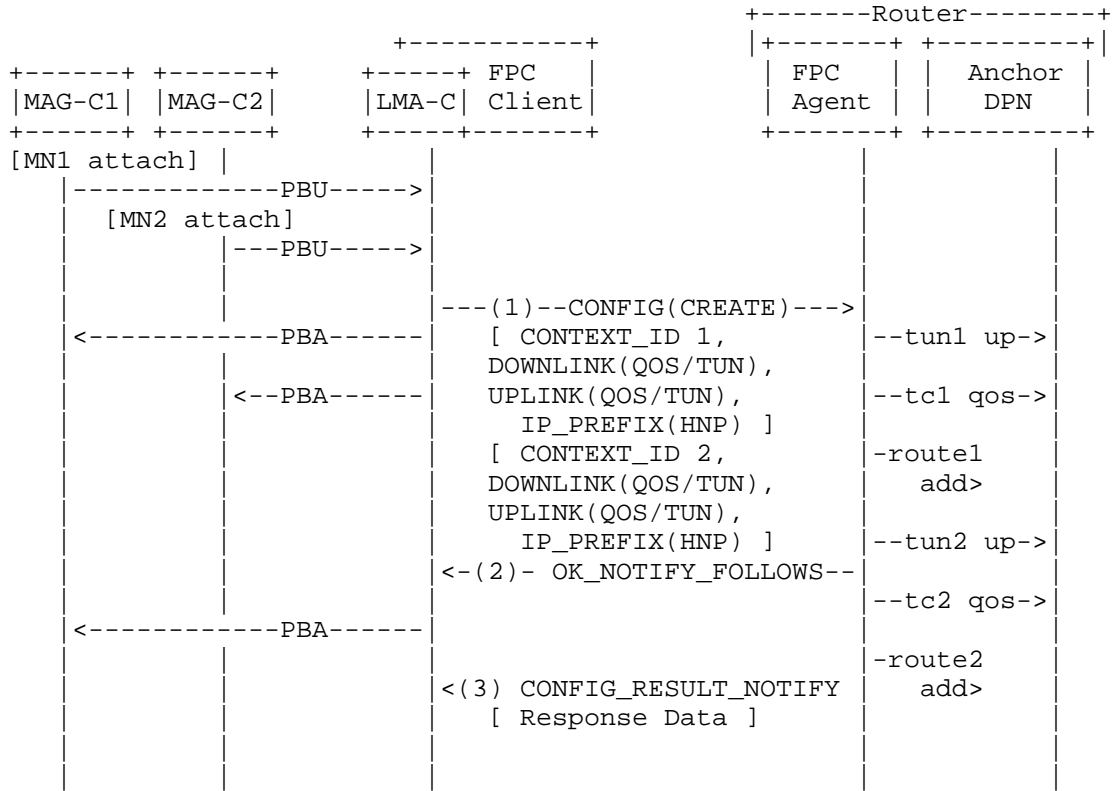 +-------Router--------+
                          +-----------+             |+-------+ +---------+|
+------+ +------+       +-----+ FPC   |             | FPC   | |  Anchor |
|MAG-C1| |MAG-C2|       |LMA-C| Client|             | Agent | |   DPN   |
+------+ +------+       +-----+-------+             +-------+ +---------+
[MN1 attach] |             |                              |            |
   |-------------PBU----->|                           |            |
   |  [MN2 attach]        |                           |            |
   |         |---PBU----->|                           |            |
   |         |            |                           |            |
   |         |            |---(1)--CONFIG(CREATE)--->|            |
   |<------------PBA------|   [ CONTEXT_ID 1,         |--tun1 up->|
   |         |            |   DOWNLINK(QOS/TUN),      |            |
   |         |<--PBA------|   UPLINK(QOS/TUN),        |--tc1 qos->|
   |         |            |     IP_PREFIX(HNP) ]      |            |
   |         |            |   [ CONTEXT_ID 2,         |-route1     |
   |         |            |   DOWNLINK(QOS/TUN),      |   add>     |
   |         |            |   UPLINK(QOS/TUN),        |            |
   |         |            |     IP_PREFIX(HNP) ]      |--tun2 up->|
   |         |            |<-(2)- OK_NOTIFY_FOLLOWS--|            |
   |         |            |                           |--tc2 qos->|
   |<------------PBA------|                           |            |
   |         |            |                           |-route2     |
   |         |            |<(3) CONFIG_RESULT_NOTIFY |   add>     |
   |         |            |   [ Response Data ]       |            |
   |         |            |                           |            |
   |         |            |                           |            |